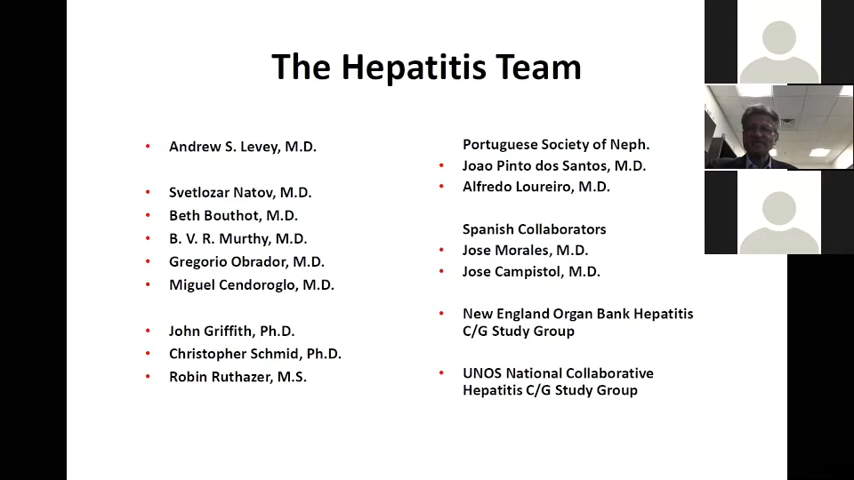 The Hepatitis Team
• Andrew S. Levey, M.D.
• Svetlozar Natov, M.D.
• Beth Bouthot, M.D.
• B. V. R. Murthy, M.D.
• Gregorio Obrador, M.D.
• Miguel Cendoroglo, M.D.
• John Griffith, Ph.D.
• Christopher Schmid, Ph.D.
• Robin Ruthazer, M.S.
Portuguese Society of Neph.
• Joao Pinto dos Santos, M.D.
• Alfredo Loureiro, M.D.
Spanish Collaborators
• Jose Morales, M.D.
• Jose Campistol, M.D.
• New England Organ Bank Hepatitis
C/G Study Group
• UNOS National Collaborative
Hepatitis C/G Study Group